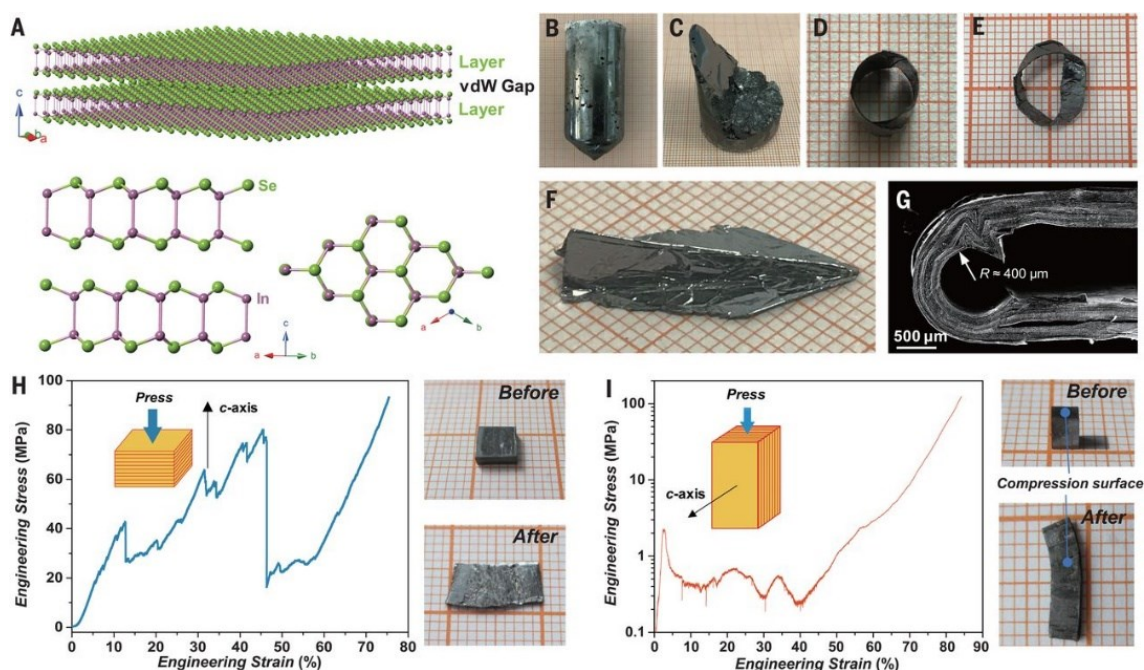 A
Layer
vdW Gap
Layer
c
b
a
Se
In
c
a
b
a
b
B
C
D
E
F
G
R ≈ 400 µm
500 µm
H
Engineering Stress (MPa)
100
80
60
40
20
0
Press
c-axis
0 10 20 30 40 50 60 70 80
Engineering Strain (%)
Before
After
I
Engineering Stress (MPa)
100
10
1
0.1
Press
c-axis
0 10 20 30 40 50 60 70 80 90
Engineering Strain (%)
Before
Compression surface
After